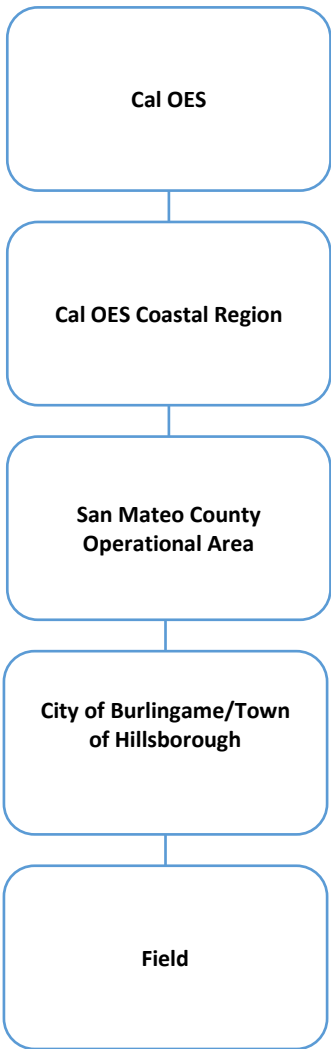 Cal OES
Cal OES Coastal Region
San Mateo County
Operational Area
City of Burlingame/Town
of Hillsborough
Field